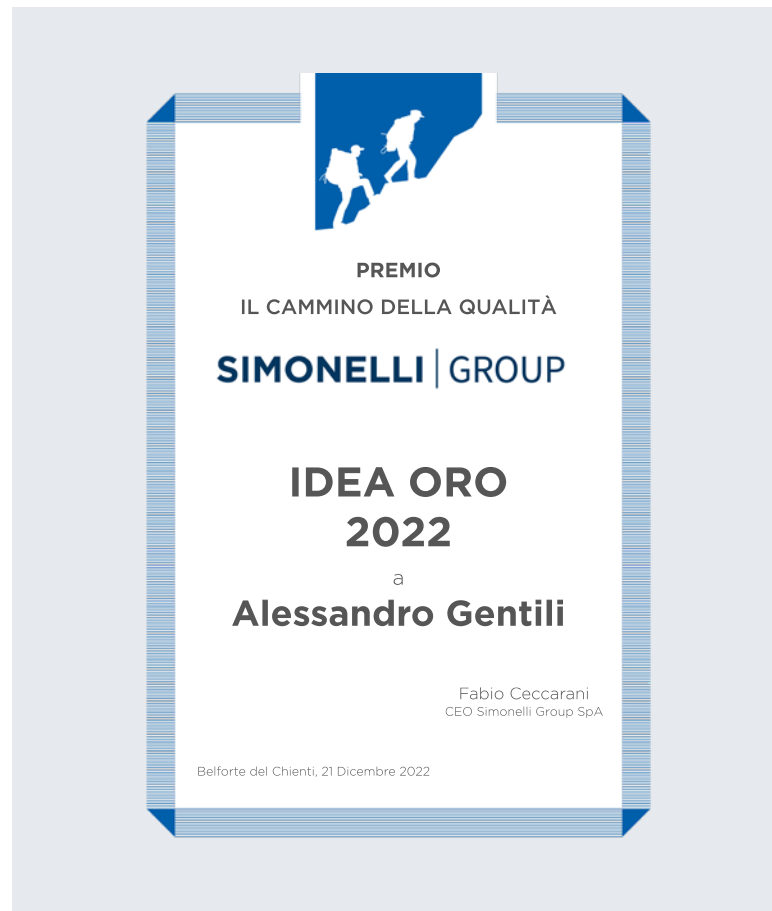 PREMIO
IL CAMMINO DELLA QUALITÀ
SIMONELLI | GROUP
IDEA ORO
2022
a
Alessandro Gentili
Fabio Ceccarani
CEO Simonelli Group SpA
Belforte del Chienti, 21 Dicembre 2022